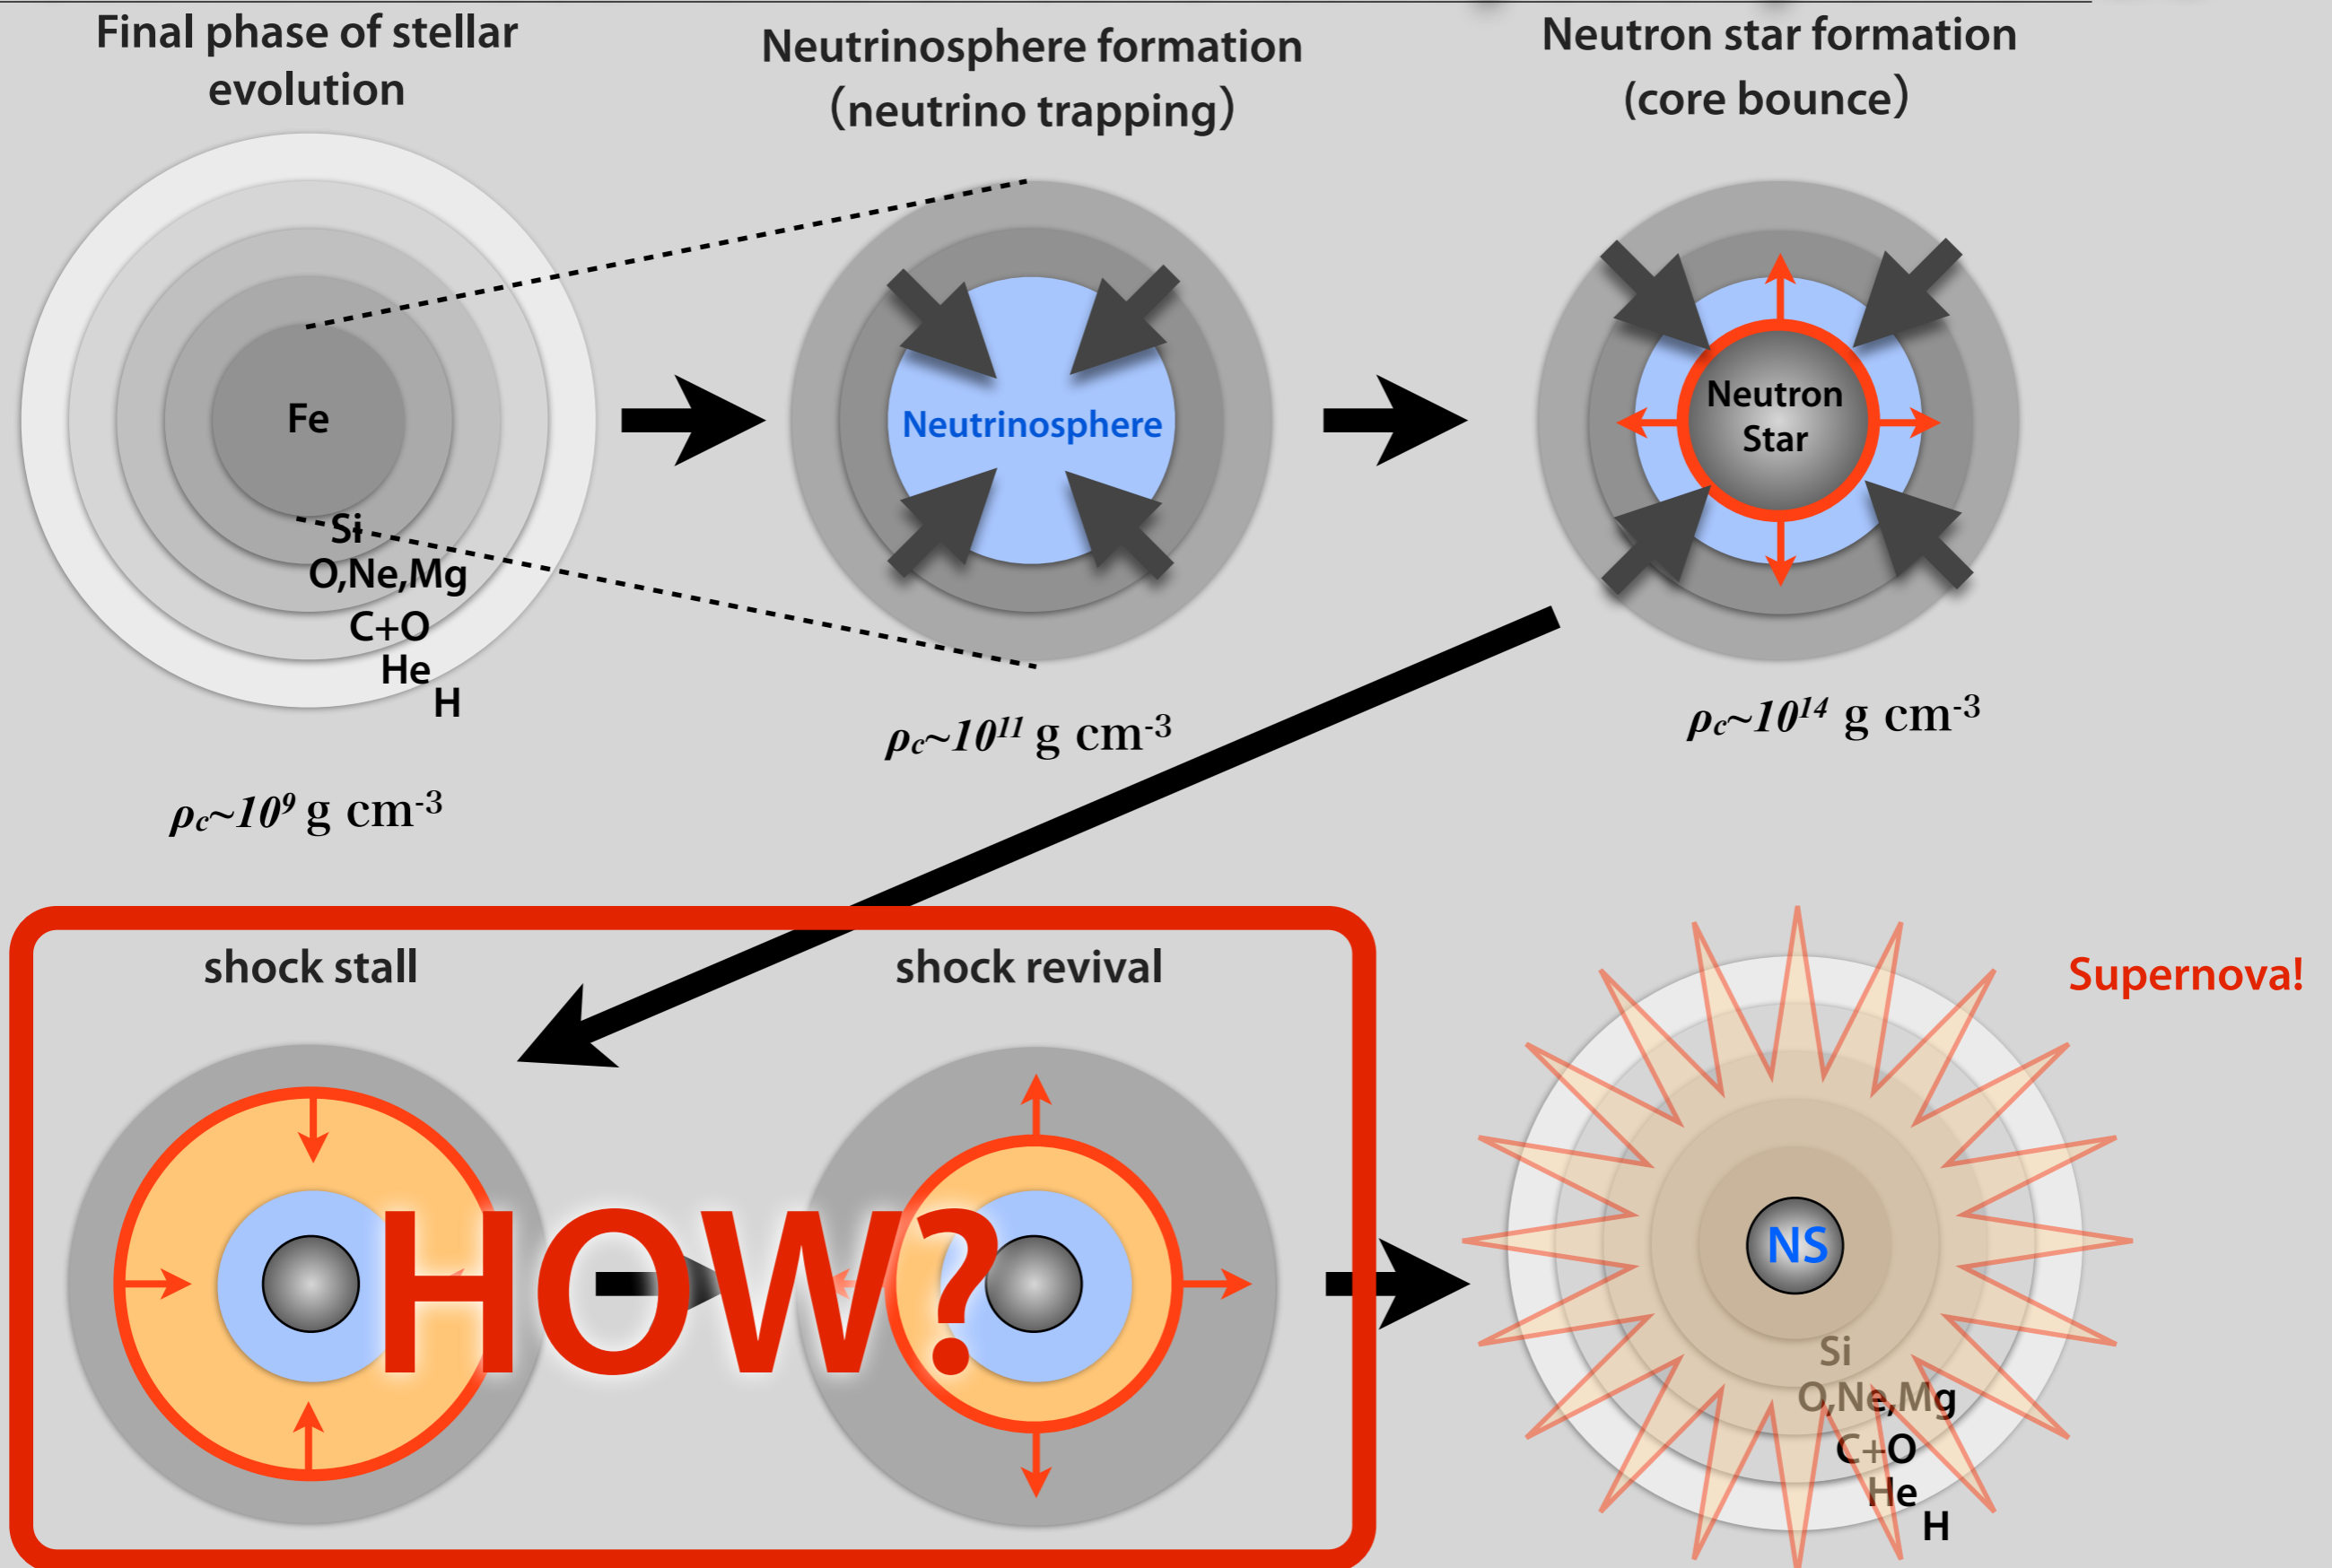 Final phase of stellar
evolution
Neutrinosphere formation
（neutrino trapping）
Neutron star formation
(core bounce）
Fe
Si
O,Ne,Mg
C+O
He
H
Neutrinosphere
Neutron
Star
ρc~10⁹ g cm⁻³
ρc~10¹¹ g cm⁻³
ρc~10¹⁴ g cm⁻³
shock stall
shock revival
HOW?
Supernova!
NS
Si
O,Ne,Mg
C+O
He
H